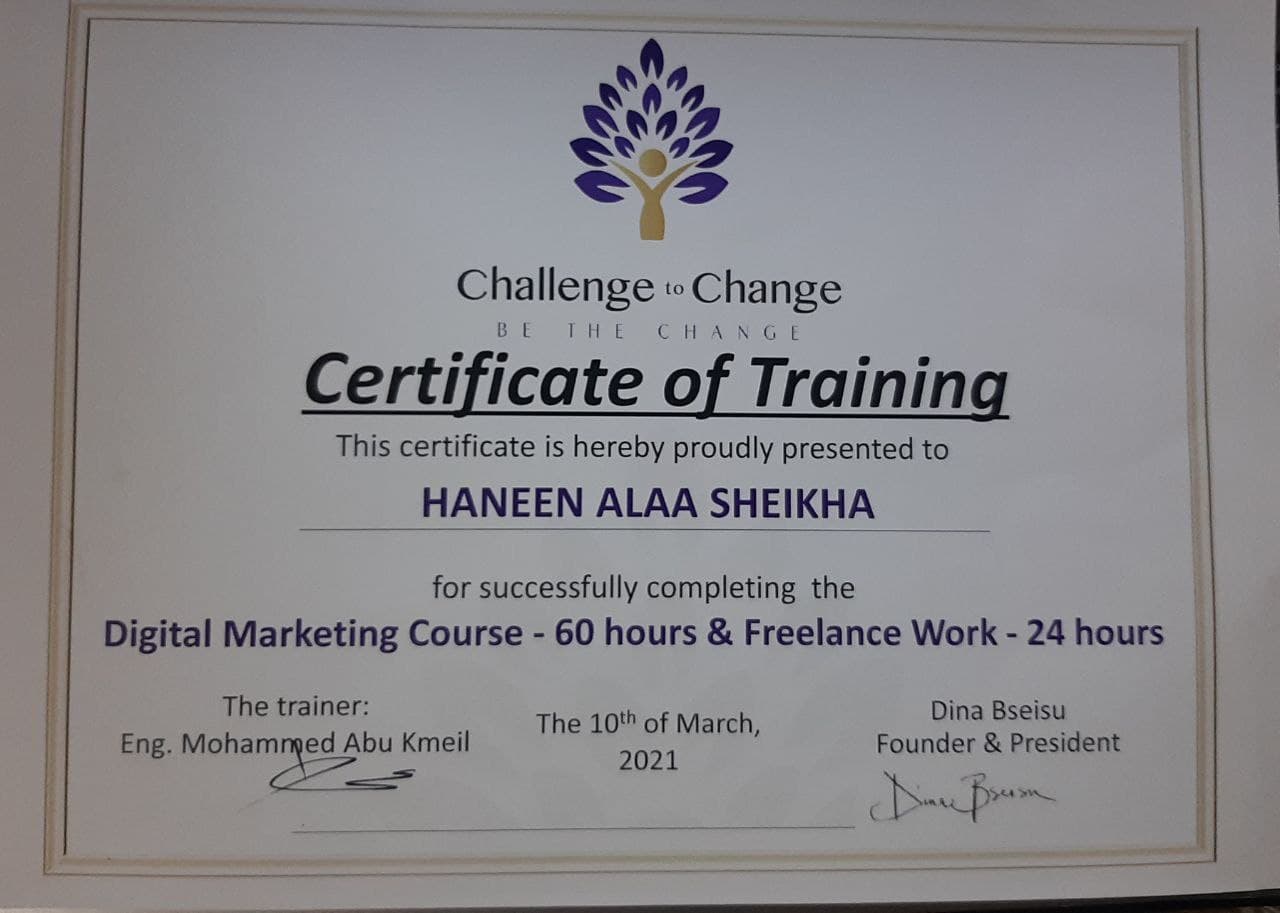 Challenge to Change
BE THE CHANGE
Certificate of Training
This certificate is hereby proudly presented to
HANEEN ALAA SHEIKHA
for successfully completing the
Digital Marketing Course - 60 hours & Freelance Work - 24 hours
The trainer:
Eng. Mohammed Abu Kmeil
The 10th of March,
2021
Dina Bseisu
Founder & President
Dina Bseisu